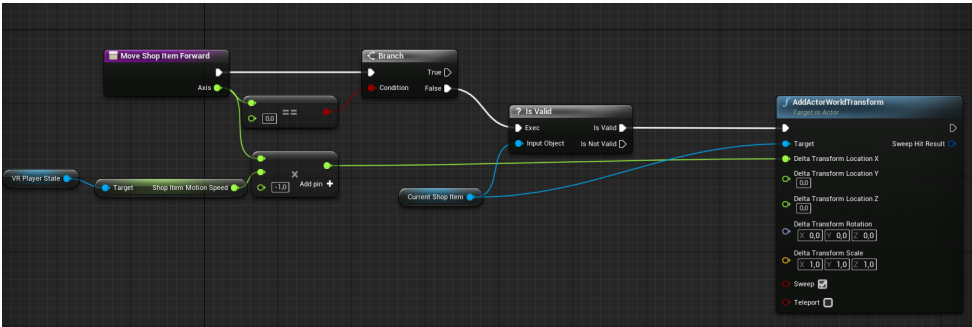 Move Shop Item Forward
Axis
Branch
True
Condition
False
==
0,0
? Is Valid
Exec
Is Valid
Input Object
Is Not Valid
f AddActorWorldTransform
Target is Actor
Target
Sweep Hit Result
Delta Transform Location X
Delta Transform Location Y
0,0
Delta Transform Location Z
0,0
Delta Transform Rotation
X 0,0 Y 0,0 Z 0,0
Delta Transform Scale
X 1,0 Y 1,0 Z 1,0
Sweep
Teleport
VR Player State
Target
Shop Item Motion Speed
×
-1,0
Add pin +
Current Shop Item